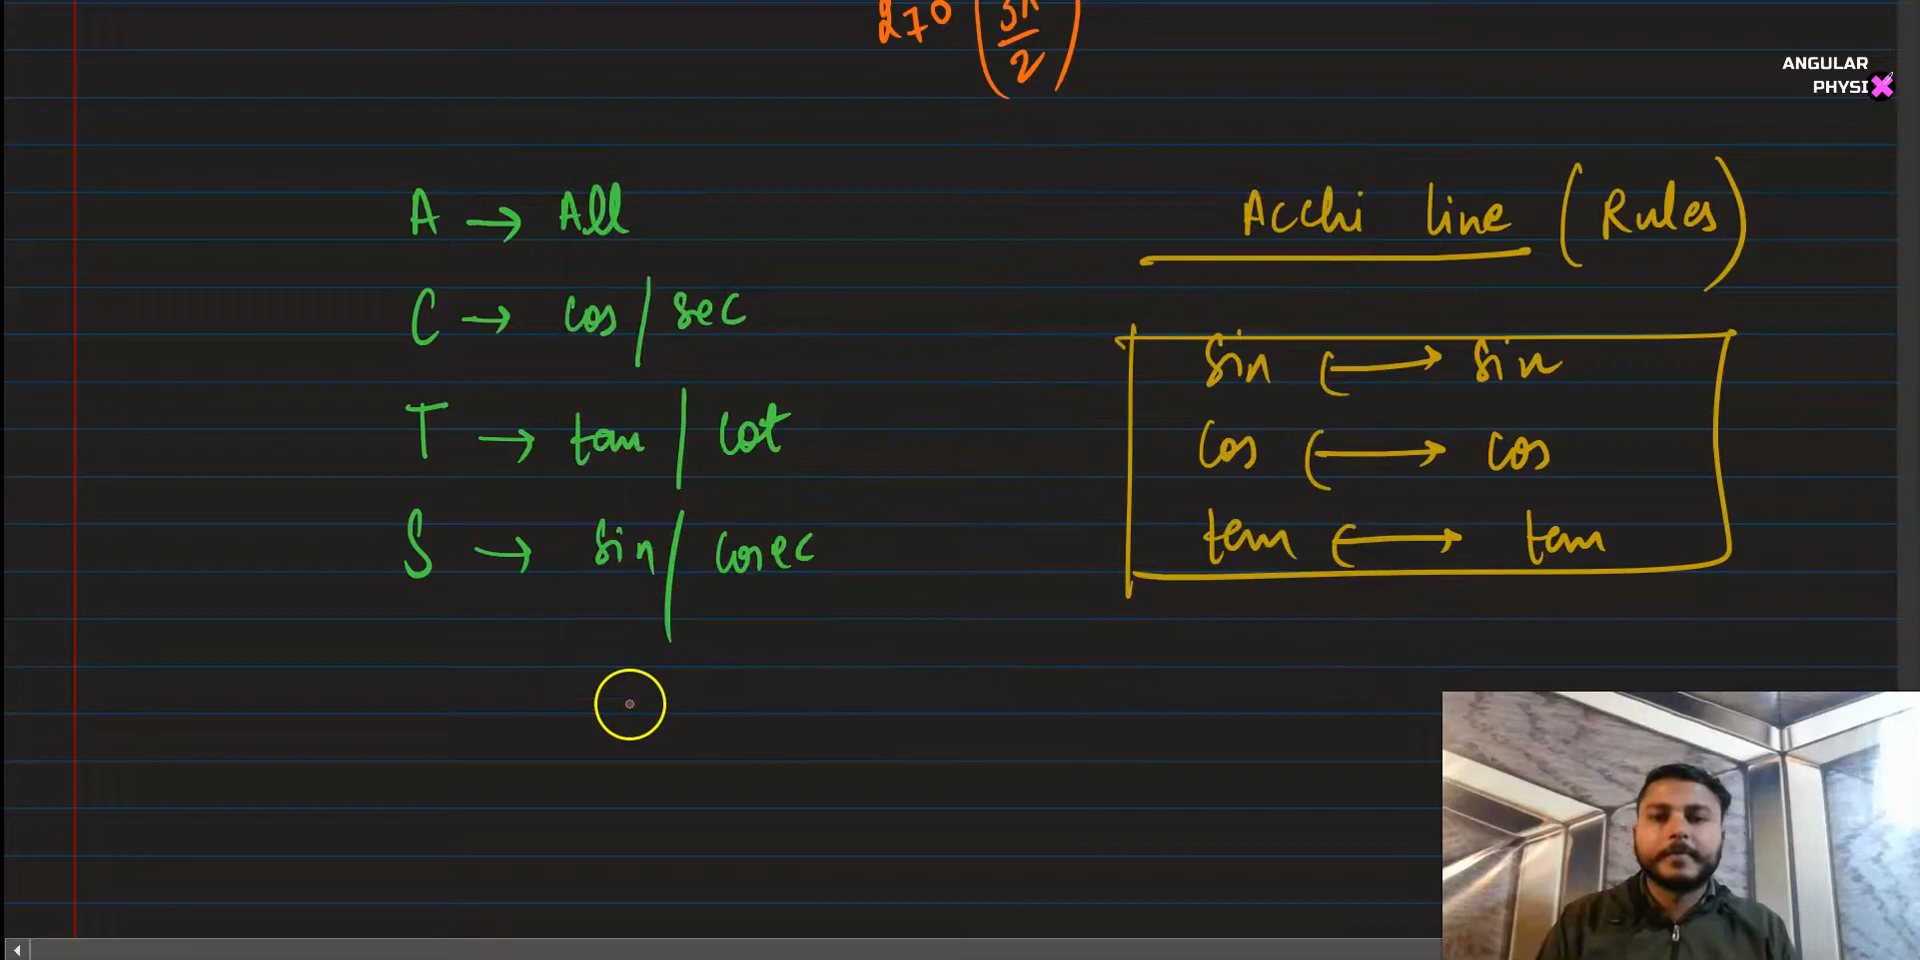 270 (3π/2)
ANGULAR
PHYSI
A → All
C → cos / sec
T → tan | cot
S → sin / cosec
Acchi line (Rules)
sin ⟷ sin
cos ⟷ cos
tan ⟷ tan